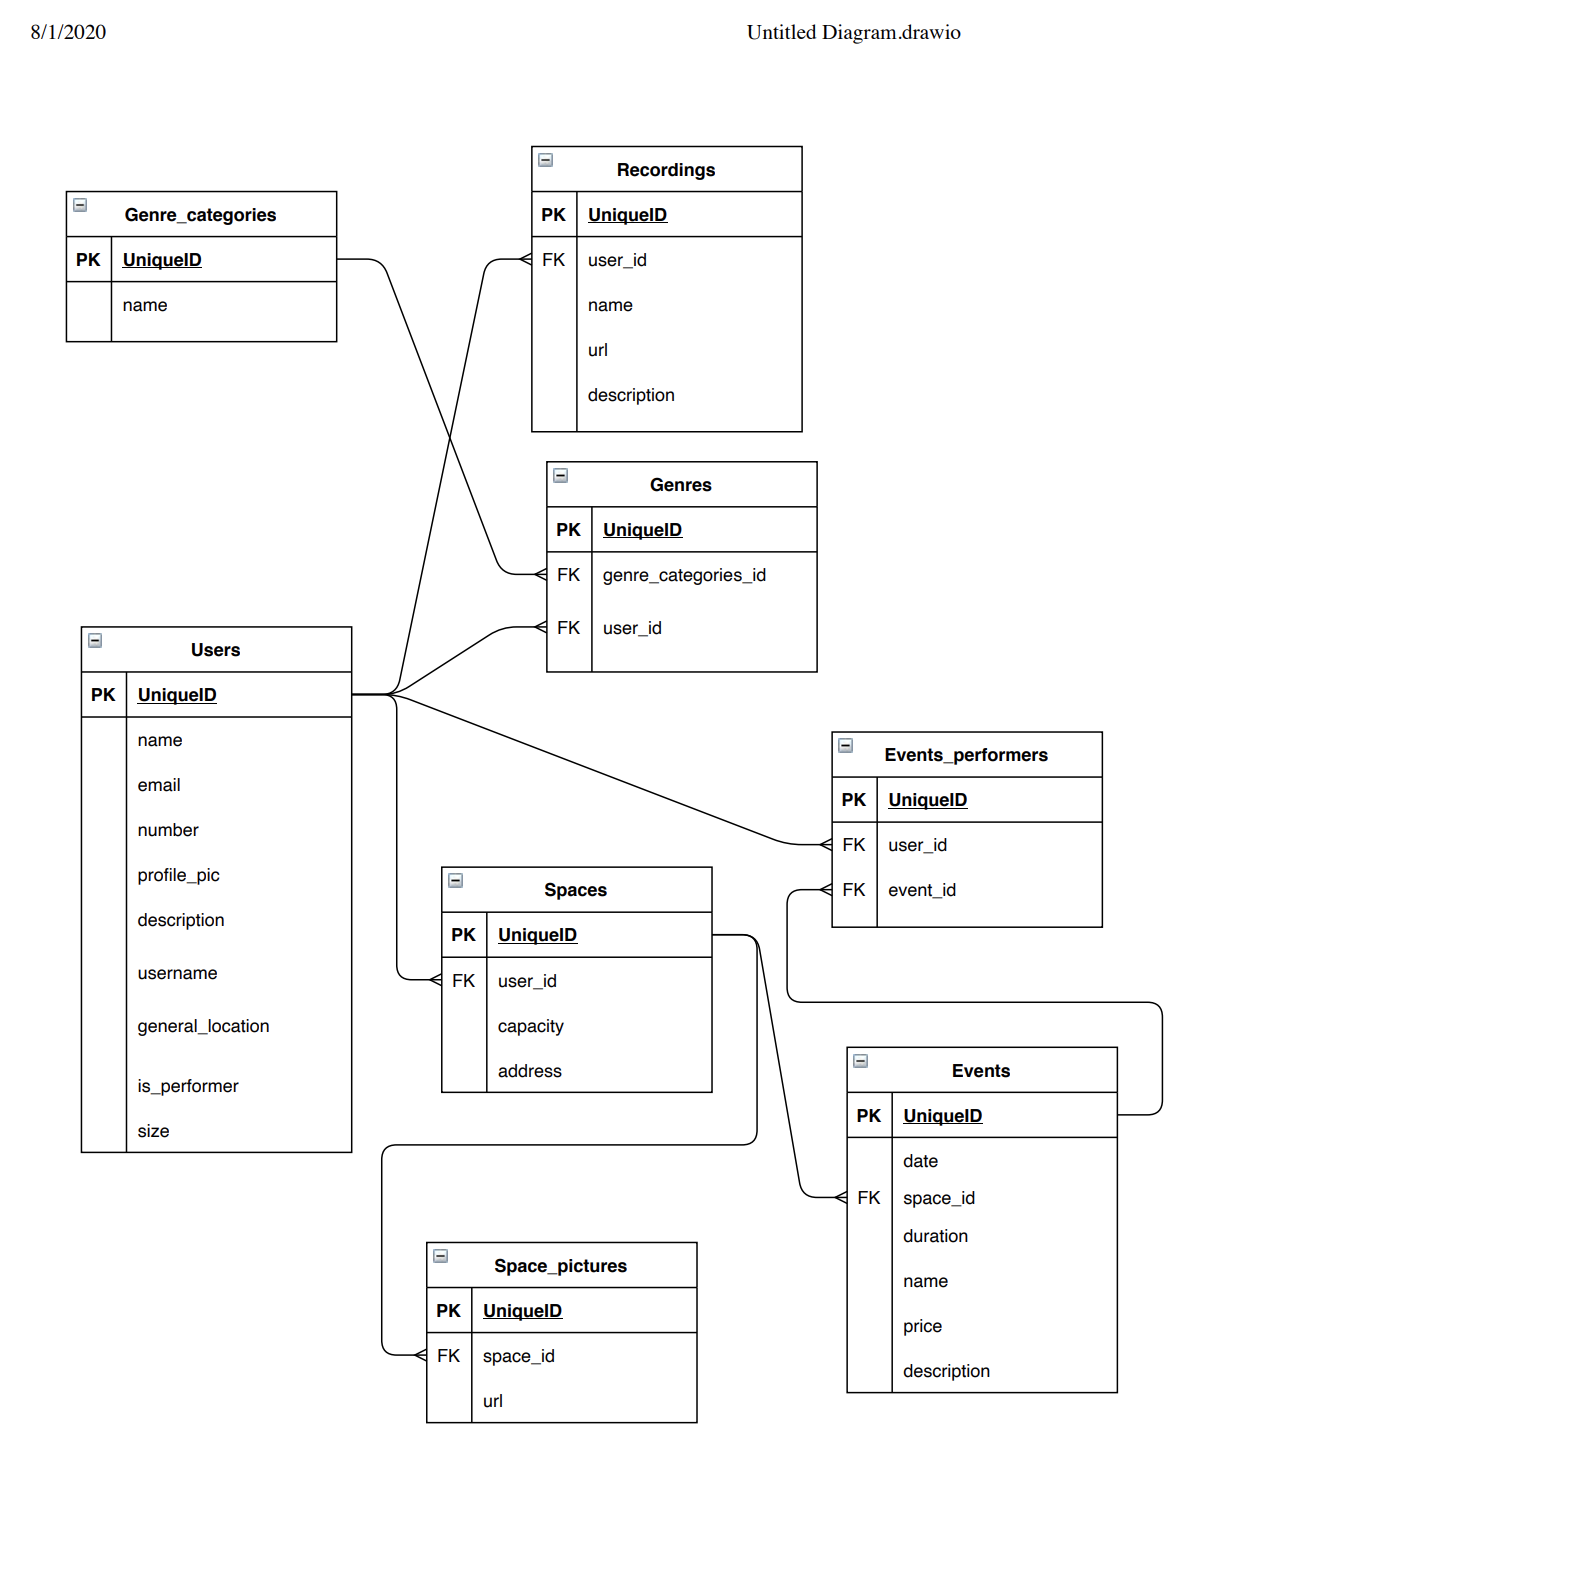 8/1/2020
Untitled Diagram.drawio
Recordings
PK UniqueID
FK user_id
name
url
description
Genre_categories
PK UniqueID
name
Genres
PK UniqueID
FK genre_categories_id
FK user_id
Users
PK UniqueID
name
email
number
profile_pic
description
username
general_location
is_performer
size
Events_performers
PK UniqueID
FK user_id
FK event_id
Spaces
PK UniqueID
FK user_id
capacity
address
Events
PK UniqueID
date
FK space_id
duration
name
price
description
Space_pictures
PK UniqueID
FK space_id
url